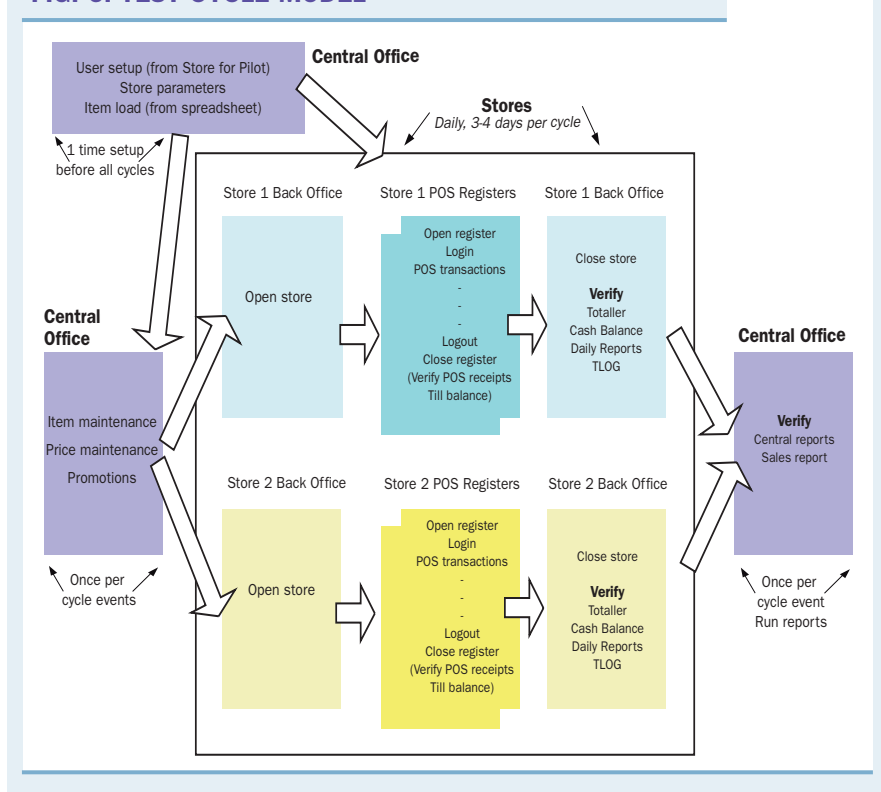 User setup (from Store for Pilot)
Store parameters
Item load (from spreadsheet)
Central Office
1 time setup
before all cycles
Stores
Daily, 3-4 days per cycle
Store 1 Back Office
Open store
Store 1 POS Registers
Open register
Login
POS transactions
-
-
-
Logout
Close register
(Verify POS receipts
Till balance)
Store 1 Back Office
Close store
Verify
Totaller
Cash Balance
Daily Reports
TLOG
Central
Office
Item maintenance
Price maintenance
Promotions
Once per
cycle events
Store 2 Back Office
Open store
Store 2 POS Registers
Open register
Login
POS transactions
-
-
-
Logout
Close register
(Verify POS receipts
Till balance)
Store 2 Back Office
Close store
Verify
Totaller
Cash Balance
Daily Reports
TLOG
Central Office
Verify
Central reports
Sales report
Once per
cycle event
Run reports